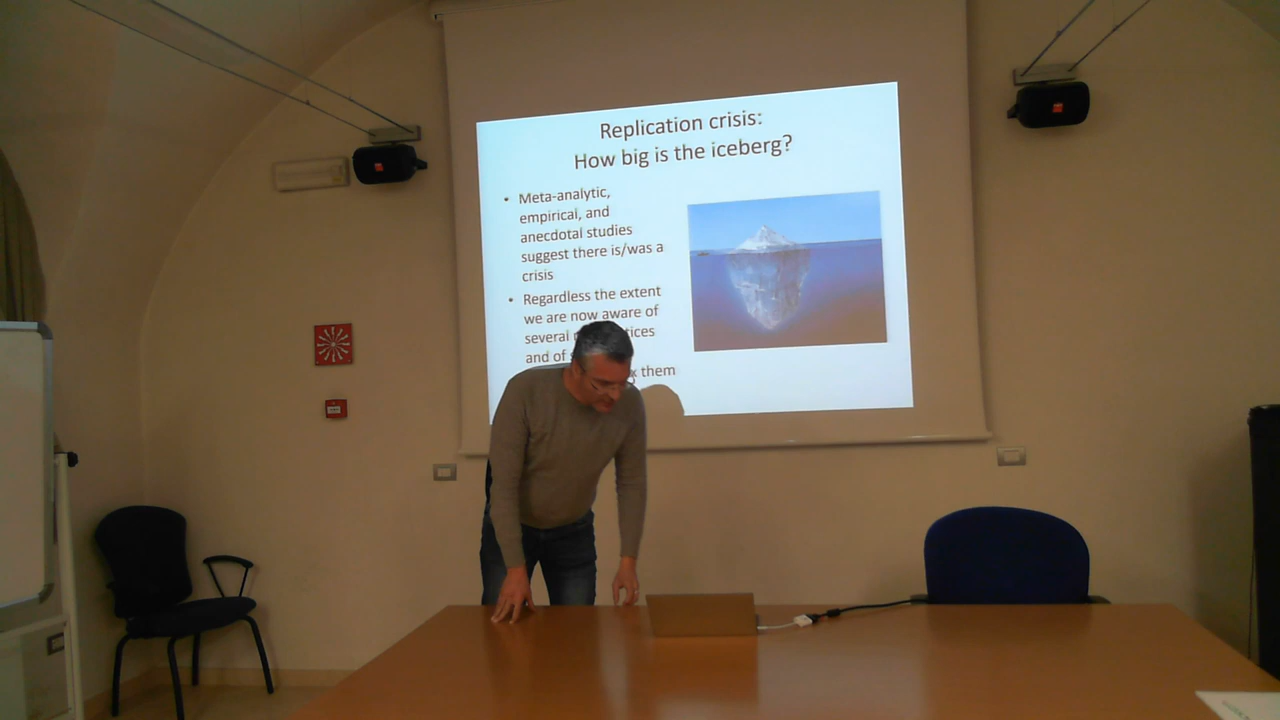 Replication crisis:
How big is the iceberg?
• Meta-analytic,
empirical, and
anecdotal studies
suggest there is/was a
crisis
• Regardless the extent
we are now aware of
several
and of
them